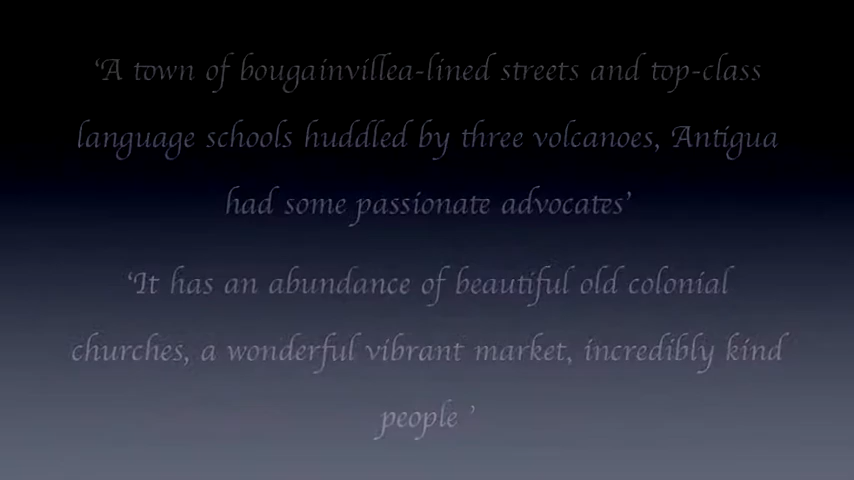 ‘A town of bougainvillea-lined streets and top-class
language schools huddled by three volcanoes, Antigua
had some passionate advocates’
‘It has an abundance of beautiful old colonial
churches, a wonderful vibrant market, incredibly kind
people ’